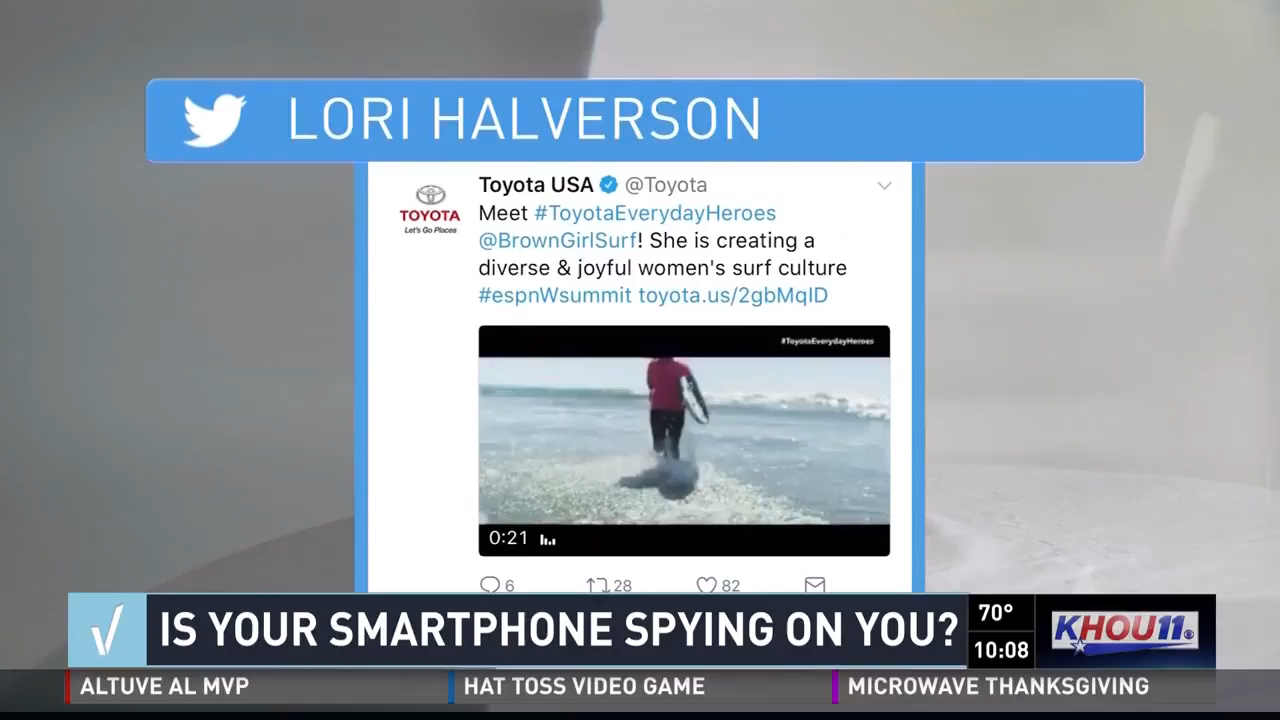 LORI HALVERSON
TOYOTA
Let's Go Places
Toyota USA @Toyota
Meet #ToyotaEverydayHeroes
@BrownGirlSurf! She is creating a
diverse & joyful women's surf culture
#espnWsummit toyota.us/2gbMqID
#ToyotaEverydayHeroes
0:21
6 28 82
IS YOUR SMARTPHONE SPYING ON YOU?
70°
10:08
KHOU11
ALTUVE AL MVP
HAT TOSS VIDEO GAME
MICROWAVE THANKSGIVING